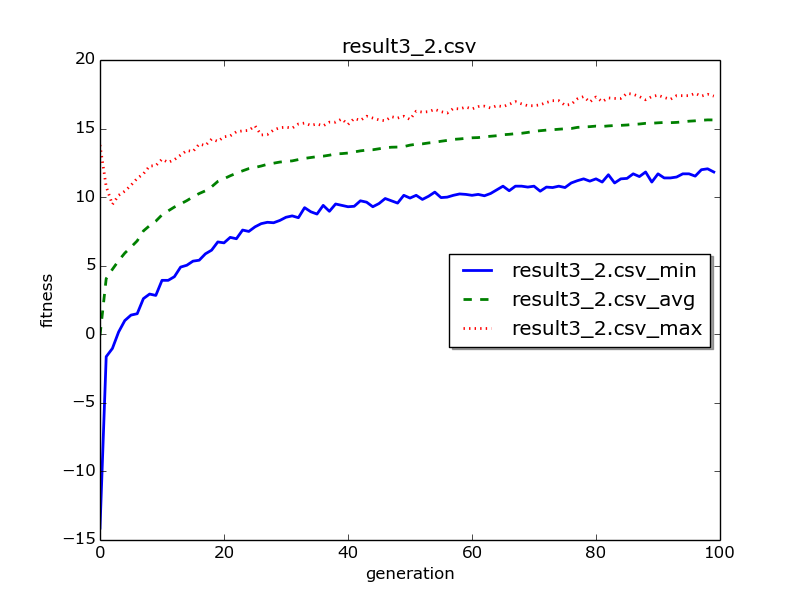 result3_2.csv
20
15
10
5
0
−5
−10
−15
fitness
result3_2.csv_min
result3_2.csv_avg
result3_2.csv_max
0 20 40 60 80 100
generation